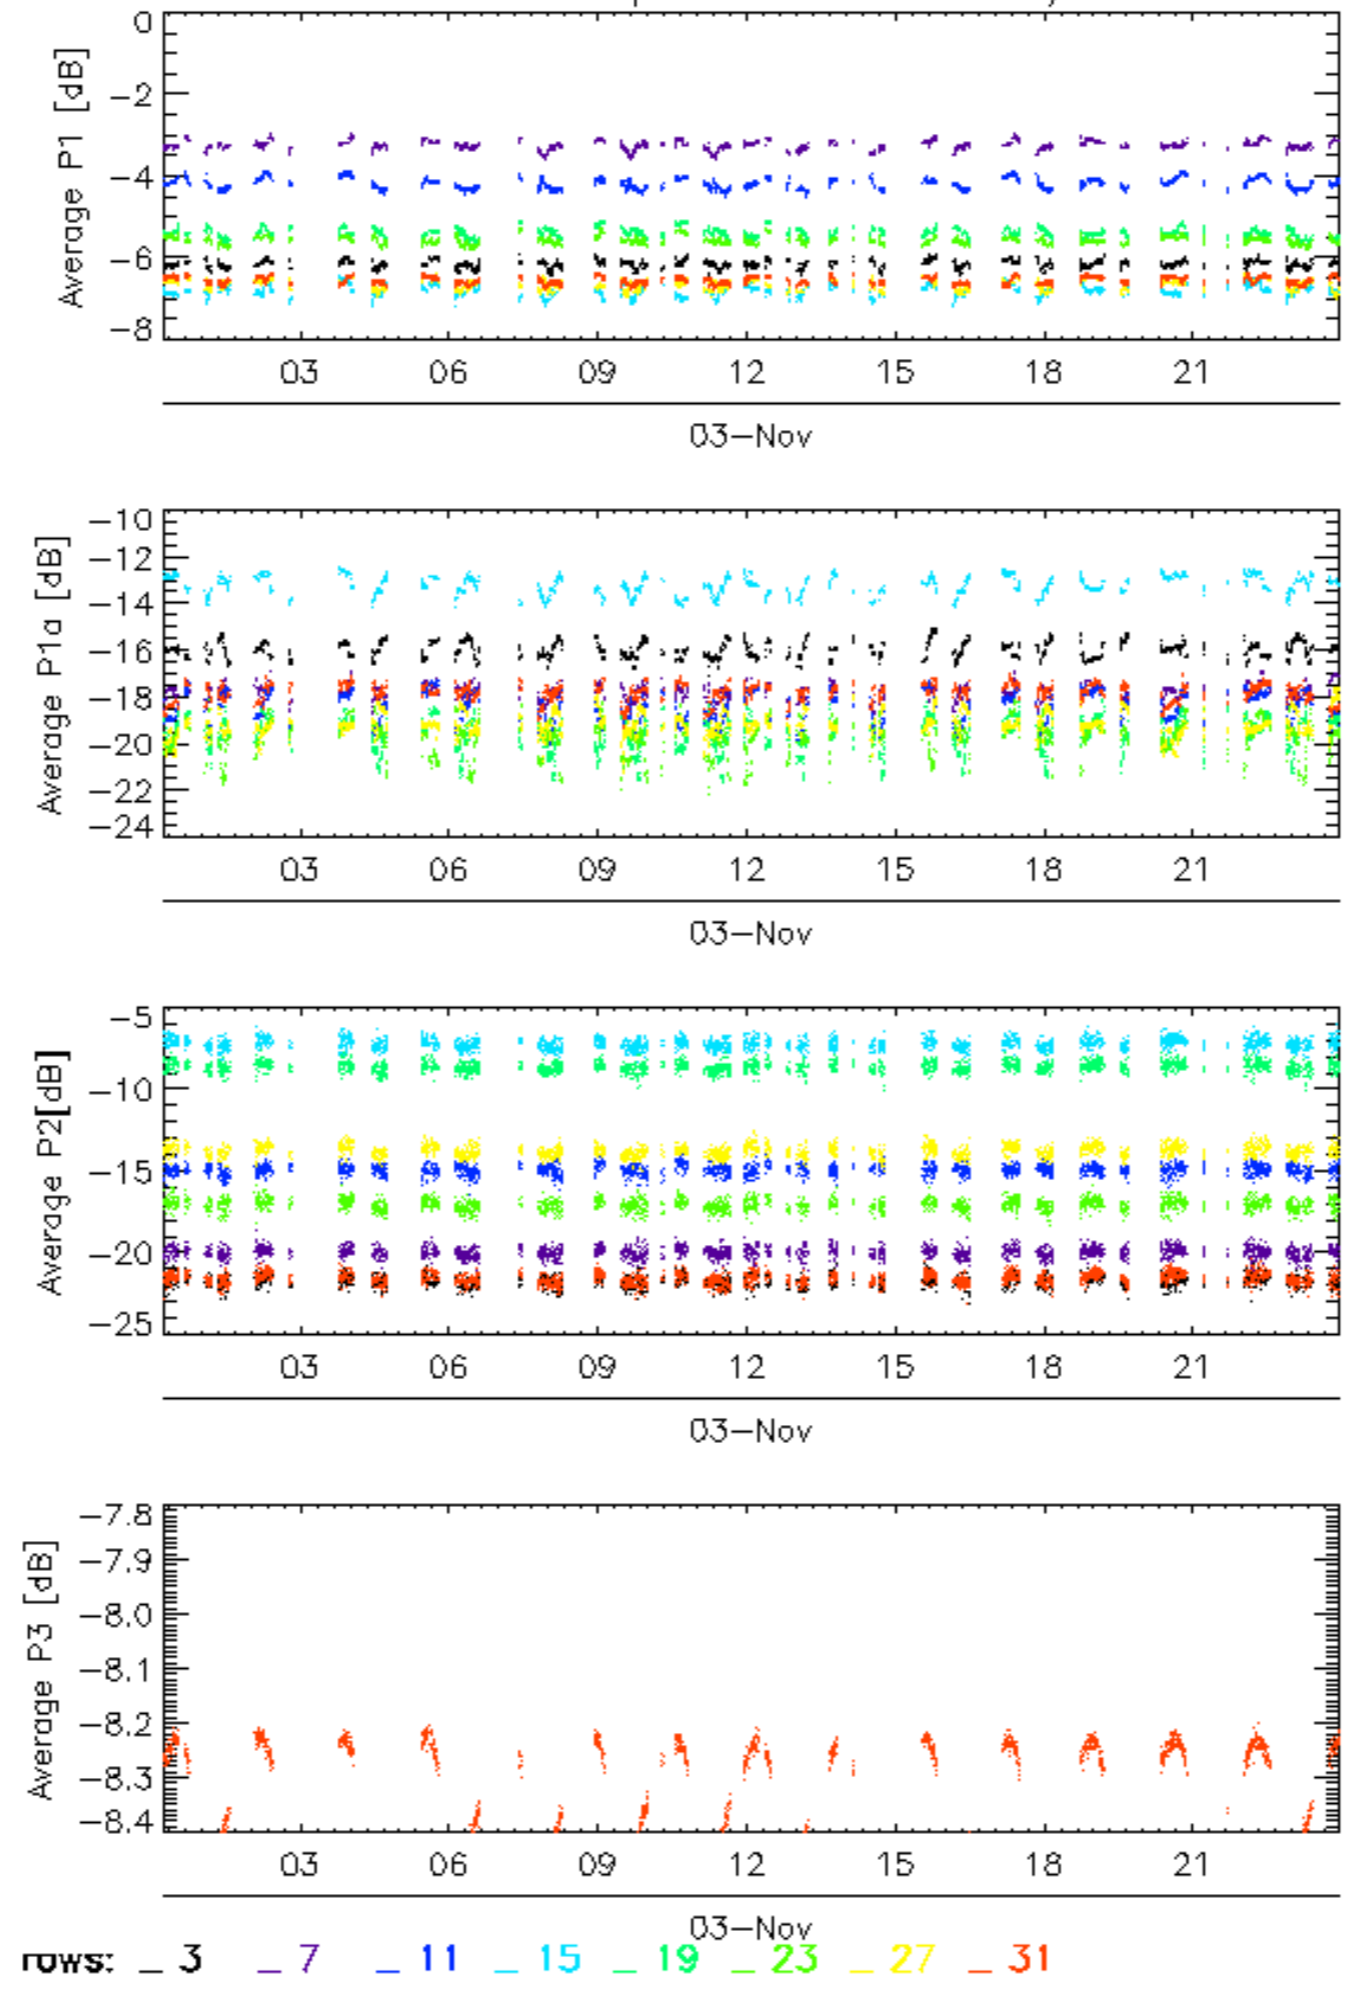 Average P1 [dB]
0
−2
−4
−6
−8
03 06 09 12 15 18 21
03−Nov
Average P1a [dB]
−10
−12
−14
−16
−18
−20
−22
−24
03 06 09 12 15 18 21
03−Nov
Average P2[dB]
−5
−10
−15
−20
−25
03 06 09 12 15 18 21
03−Nov
Average P3 [dB]
−7.8
−7.9
−8.0
−8.1
−8.2
−8.3
−8.4
03 06 09 12 15 18 21
03−Nov
rows: _ 3 _ 7 _ 11 _ 15 _ 19 _ 23 _ 27 _ 31